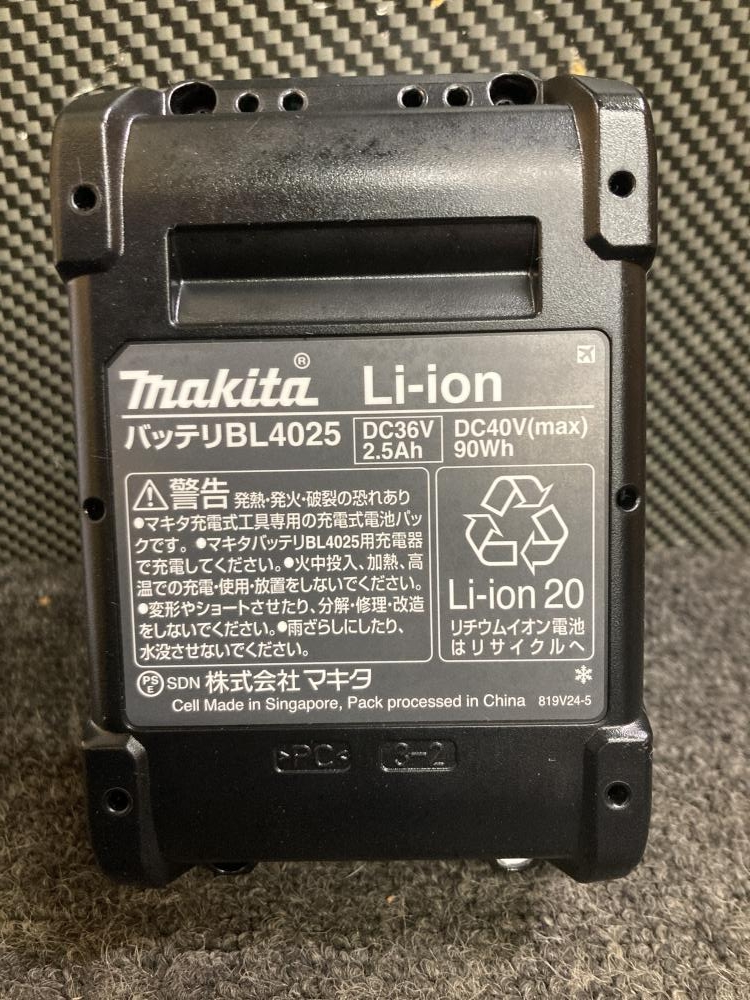 makita® Li-ion
バッテリBL4025
DC36V
2.5Ah
DC40V(max)
90Wh
警告 発熱・発火・破裂の恐れあり
●マキタ充電式工具専用の充電式電池パッ
クです。●マキタバッテリBL4025用充電器
で充電してください。●火中投入、加熱、高
温での充電・使用・放置をしないでください。
●変形やショートさせたり、分解・修理・改造
をしないでください。●雨ざらしにしたり、
水没させないでください。
Li-ion 20
リチウムイオン電池
はリサイクルへ
PSE SDN 株式会社 マキタ
Cell Made in Singapore, Pack processed in China 819V24-5
>PC< 3-2